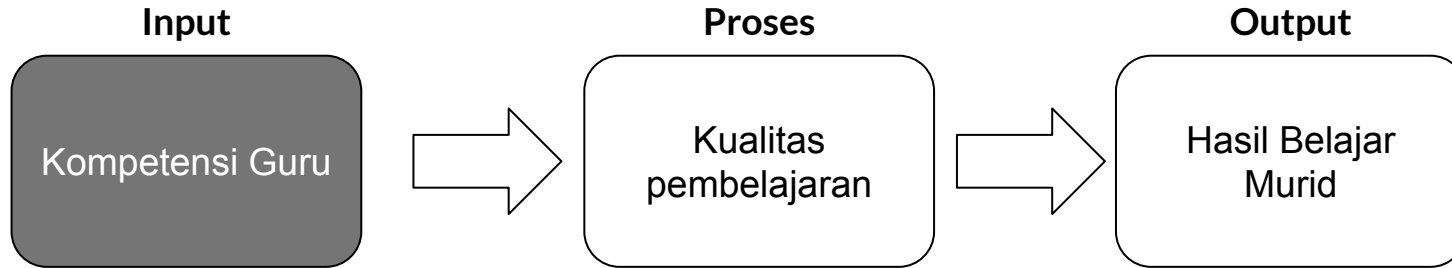 Input
Proses
Output
Kompetensi Guru
Kualitas
pembelajaran
Hasil Belajar
Murid